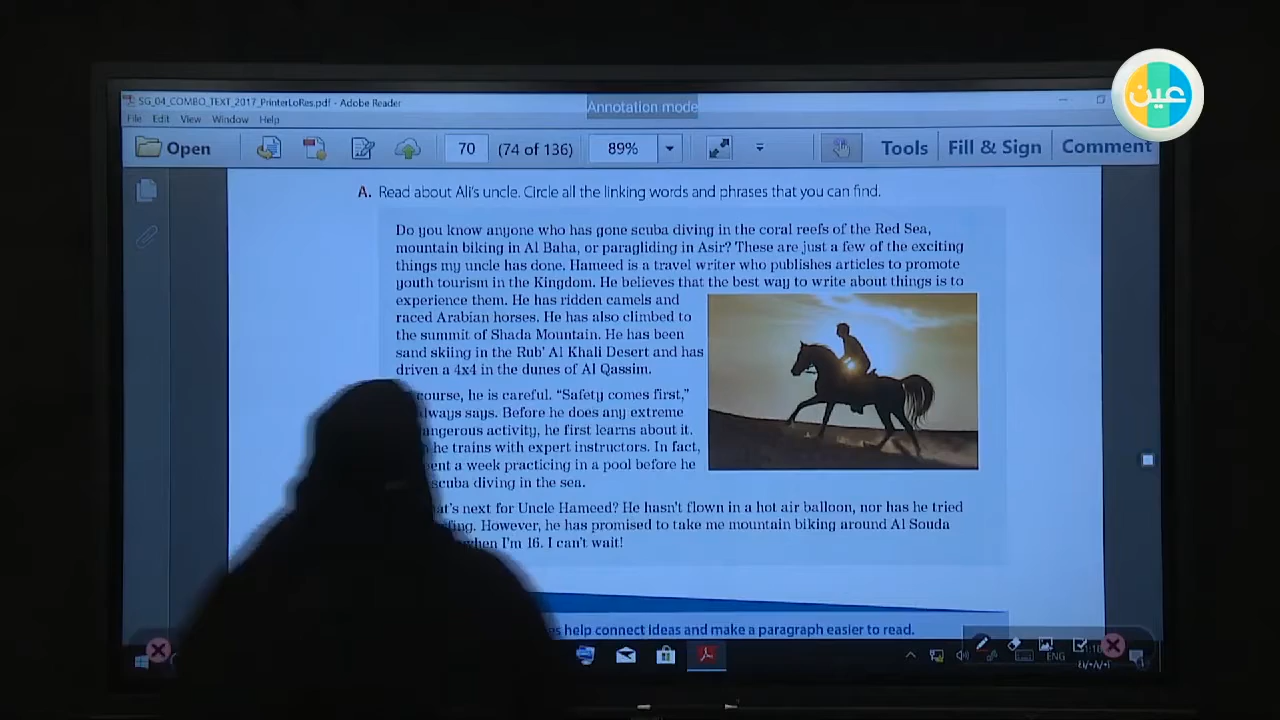 عين
SG_04_COMBO_TEXT_2017_PrinterLoRes.pdf - Adobe Reader
Annotation mode
File Edit View Window Help
Open 70 (74 of 136) 89% Tools Fill & Sign Comment
A. Read about Ali's uncle. Circle all the linking words and phrases that you can find.
Do you know anyone who has gone scuba diving in the coral reefs of the Red Sea,
mountain biking in Al Baha, or paragliding in Asir? These are just a few of the exciting
things my uncle has done. Hameed is a travel writer who publishes articles to promote
youth tourism in the Kingdom. He believes that the best way to write about things is to
experience them. He has ridden camels and
raced Arabian horses. He has also climbed to
the summit of Shada Mountain. He has been
sand skiing in the Rub' Al Khali Desert and has
driven a 4x4 in the dunes of Al Qassim.
course, he is careful. "Safety comes first,"
always says. Before he does any extreme
angerous activity, he first learns about it.
he trains with expert instructors. In fact,
ent a week practicing in a pool before he
scuba diving in the sea.
at's next for Uncle Hameed? He hasn't flown in a hot air balloon, nor has he tried
fing. However, he has promised to take me mountain biking around Al Souda
when I'm 16. I can't wait!
es help connect ideas and make a paragraph easier to read.
ENG